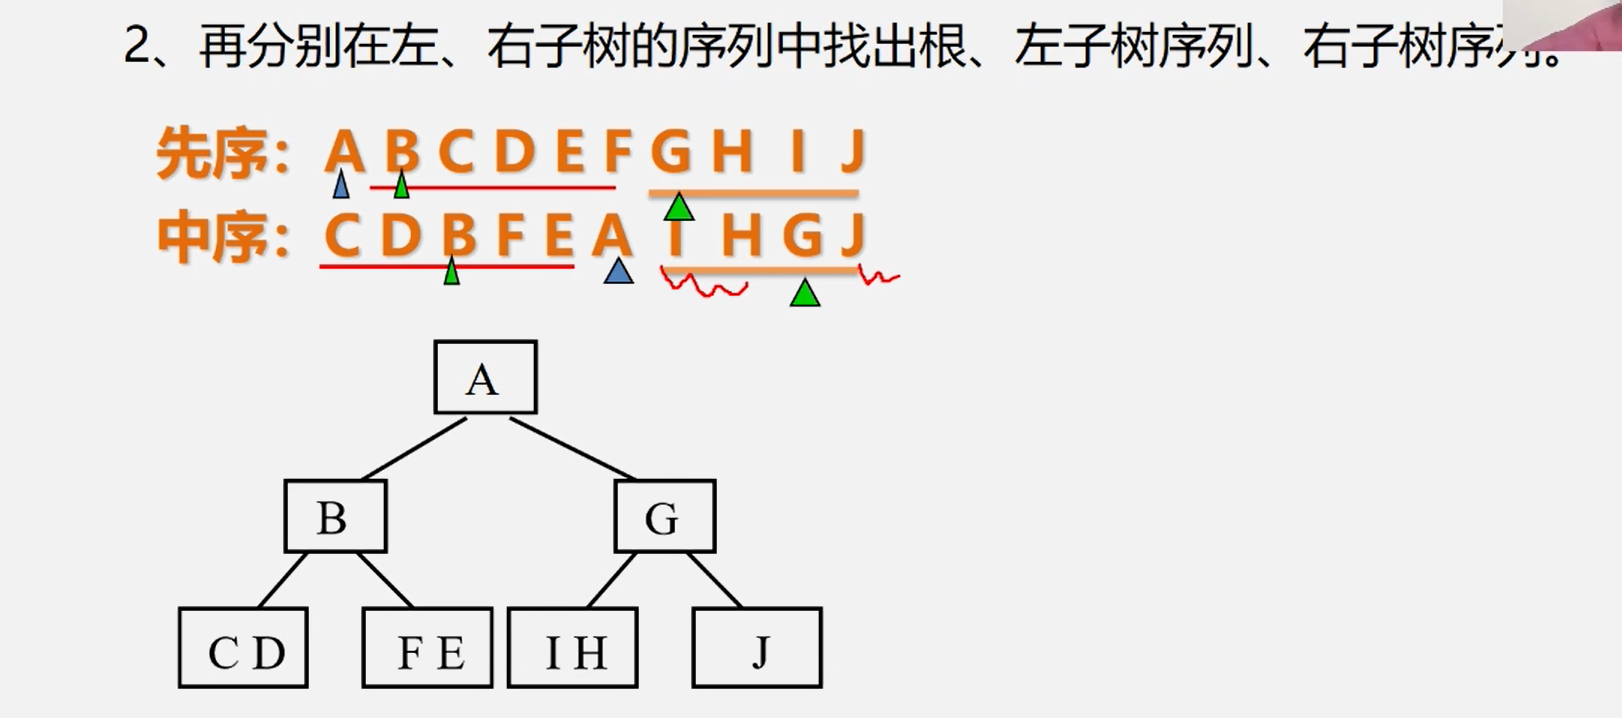 2、再分别在左、右子树的序列中找出根、左子树序列、右子树序列。
先序：A B C D E F G H I J
中序：C D B F E A I H G J
A
B G
C D F E I H J